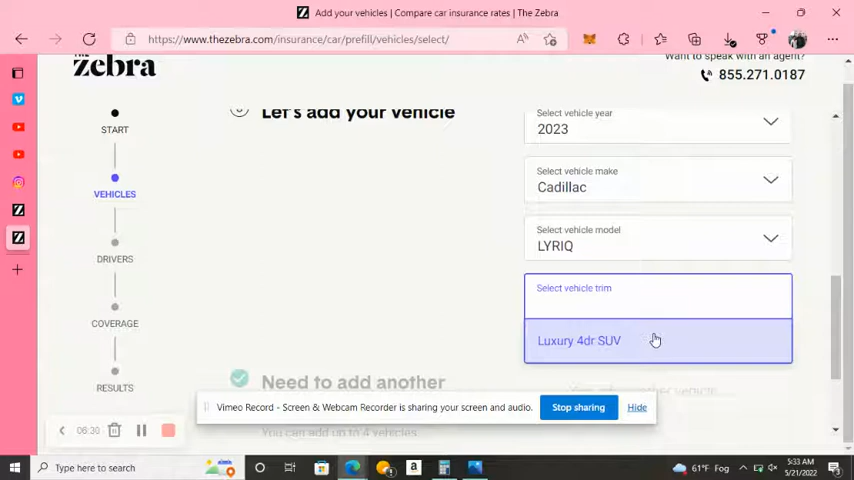 Add your vehicles | Compare car insurance rates | The Zebra
https://www.thezebra.com/insurance/car/prefill/vehicles/select/
THE
zebra
Want to speak with an agent?
855.271.0187
START
VEHICLES
DRIVERS
COVERAGE
RESULTS
Let's add your vehicle
Select vehicle year
2023
Select vehicle make
Cadillac
Select vehicle model
LYRIQ
Select vehicle trim
Luxury 4dr SUV
Need to add another
You can add up to 4 vehicles.
Vimeo Record - Screen & Webcam Recorder is sharing your screen and audio.
Stop sharing
Hide
06:30
Type here to search
61°F Fog
5:33 AM
5/21/2022